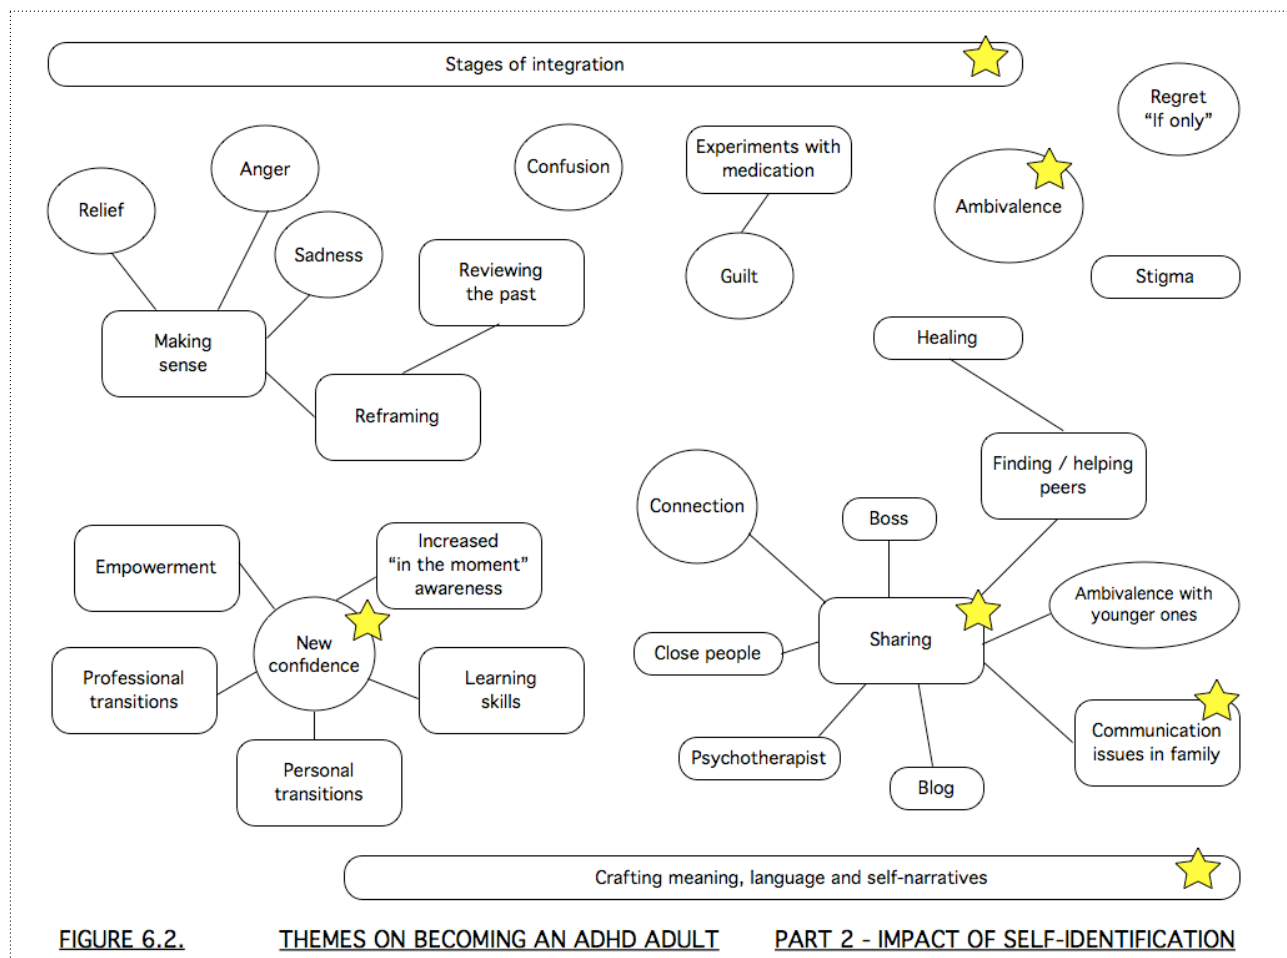 Stages of integration
Regret
“If only”
Anger
Confusion
Experiments with
medication
Relief
Ambivalence
Sadness
Reviewing
the past
Guilt
Stigma
Making
sense
Healing
Reframing
Finding / helping
peers
Connection
Boss
Empowerment
Increased
“in the moment”
awareness
Ambivalence with
younger ones
New
confidence
Sharing
Close people
Professional
transitions
Learning
skills
Communication
issues in family
Psychotherapist
Personal
transitions
Blog
Crafting meaning, language and self-narratives
FIGURE 6.2. THEMES ON BECOMING AN ADHD ADULT PART 2 - IMPACT OF SELF-IDENTIFICATION